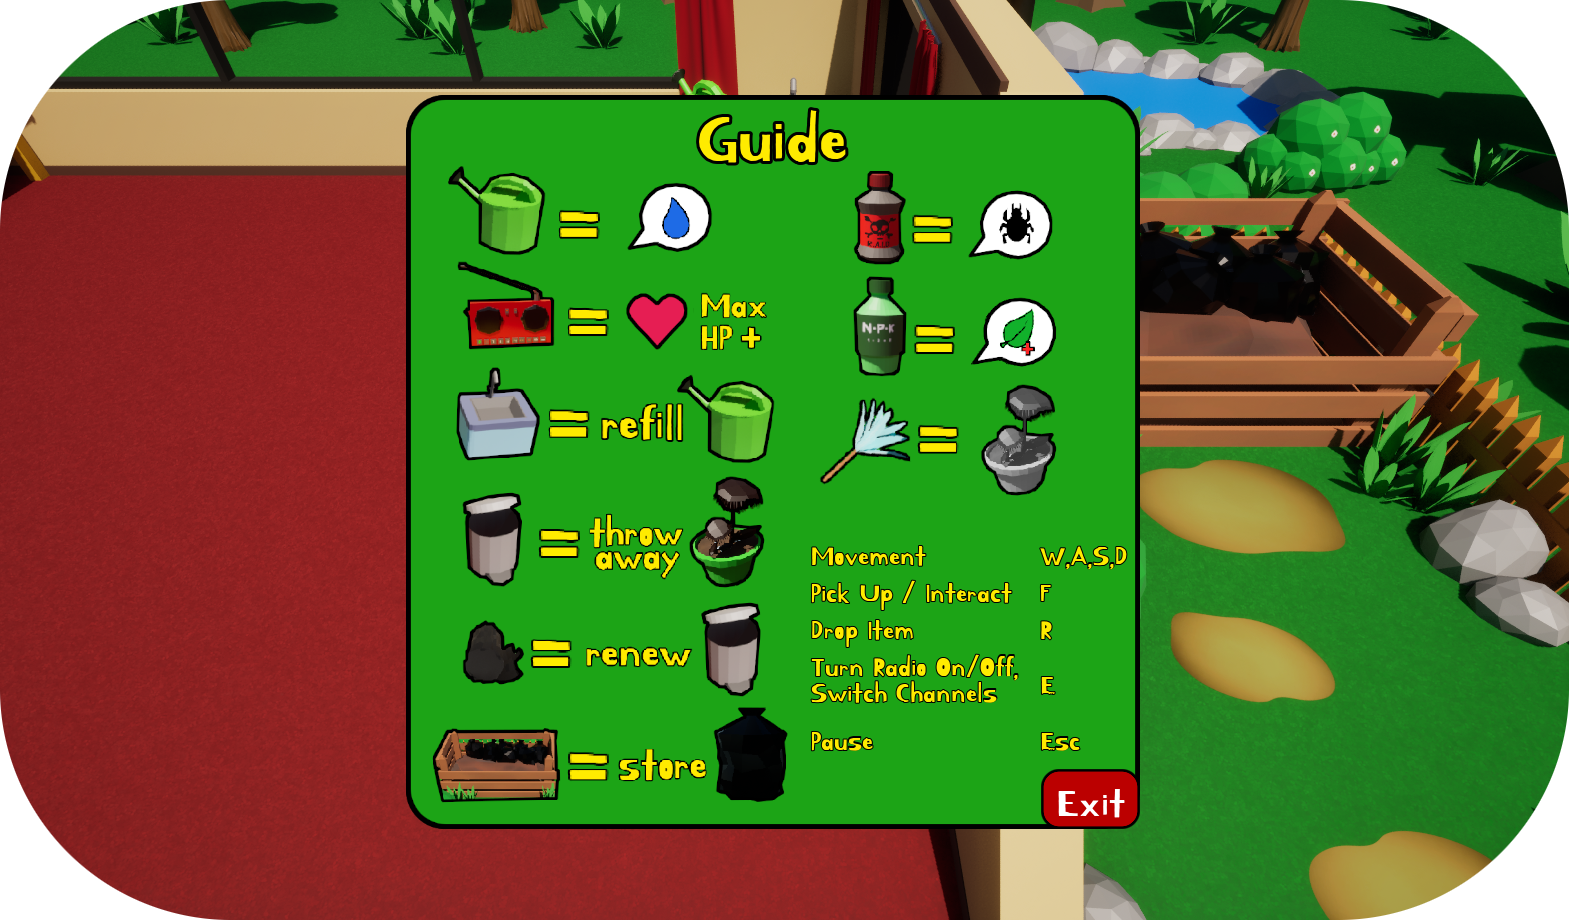 Guide
=
=
Max
HP +
= refill
= throw
away
= renew
= store
=
= 
N·P·K
=
Movement W,A,S,D
Pick Up / Interact F
Drop Item R
Turn Radio On/Off,
Switch Channels E
Pause Esc
Exit